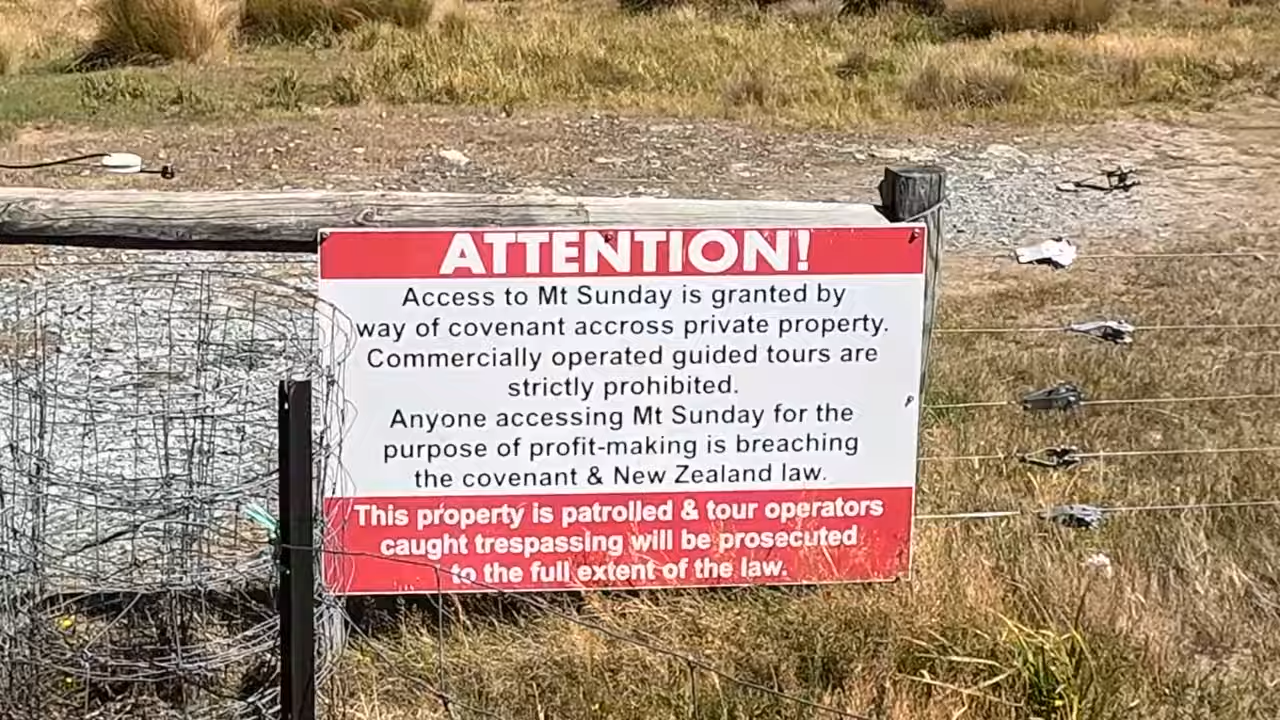 ATTENTION!
Access to Mt Sunday is granted by
way of covenant accross private property.
Commercially operated guided tours are
strictly prohibited.
Anyone accessing Mt Sunday for the
purpose of profit-making is breaching
the covenant & New Zealand law.
This property is patrolled & tour operators
caught trespassing will be prosecuted
to the full extent of the law.